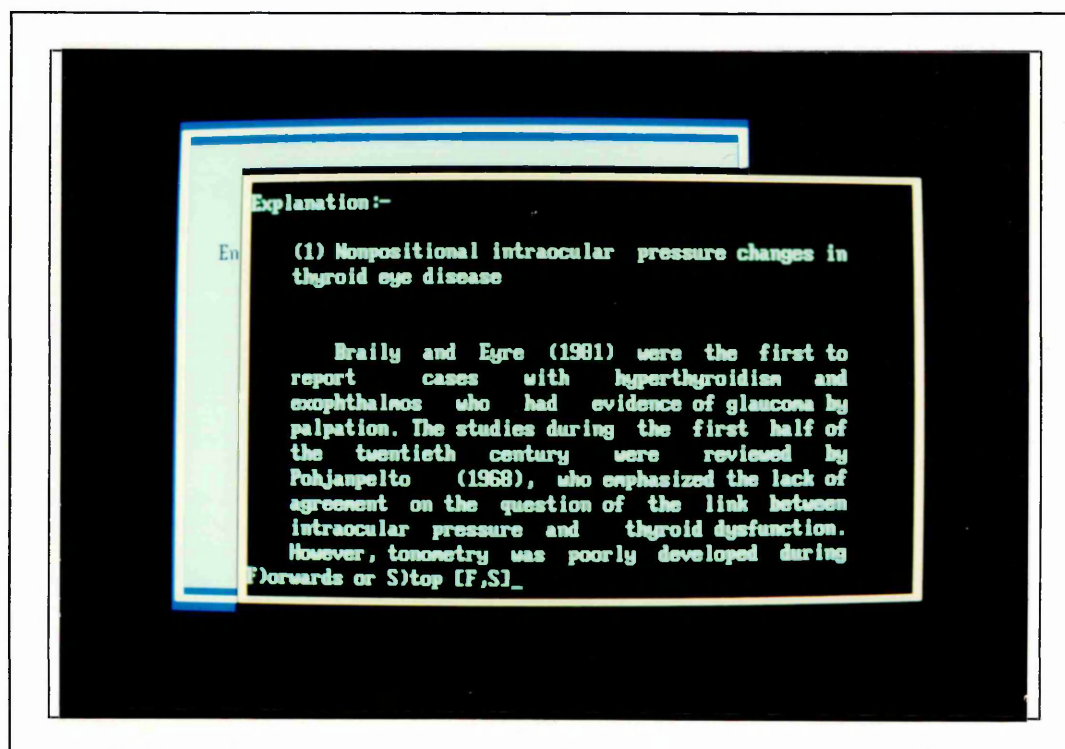 Explanation:-
En
(1) Nonpositional intraocular pressure changes in
thyroid eye disease
Braily and Eyre (1981) were the first to
report cases with hyperthyroidism and
exophthalmos who had evidence of glaucoma by
palpation. The studies during the first half of
the twentieth century were reviewed by
Pohjanpelto (1968), who emphasized the lack of
agreement on the question of the link between
intraocular pressure and thyroid dysfunction.
However, tonometry was poorly developed during
F)orwards or S)top [F,S]_